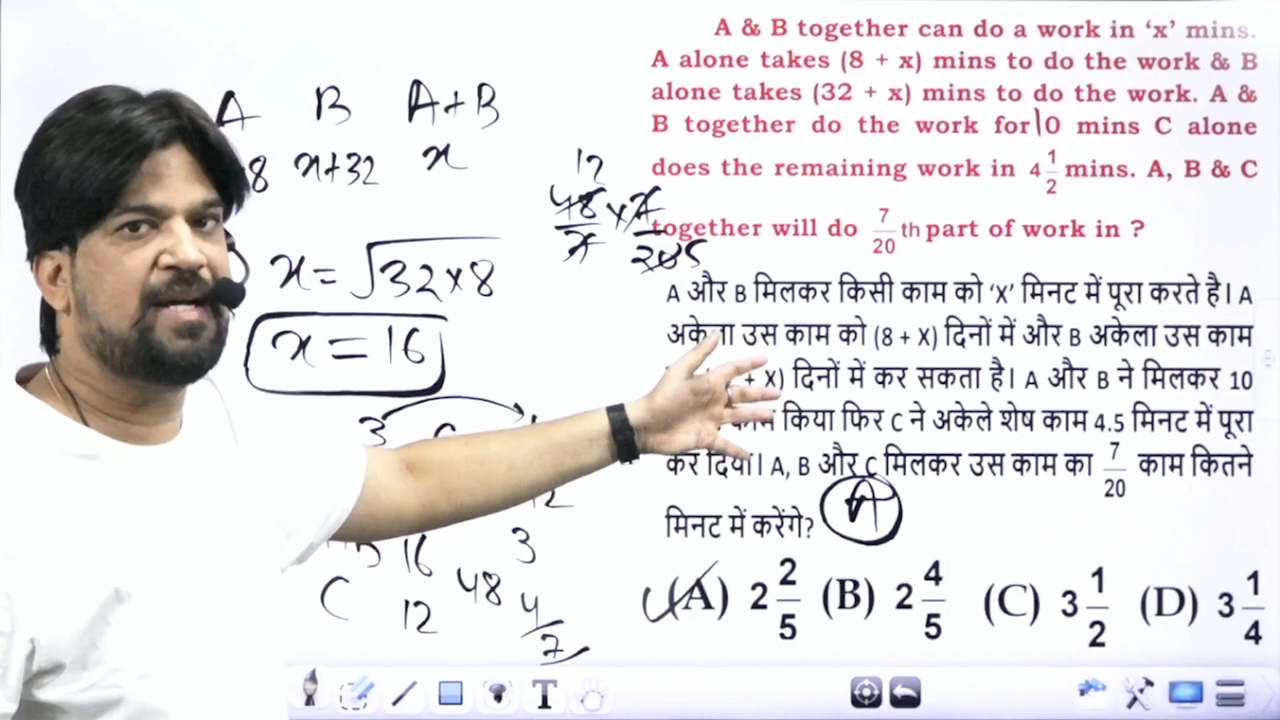 A & B together can do a work in ‘x’ mins.
A alone takes (8 + x) mins to do the work & B
alone takes (32 + x) mins to do the work. A &
B together do the work for 10 mins C alone
does the remaining work in 4 1/2 mins. A, B & C
together will do 7/20 th part of work in ?
A और B मिलकर किसी काम को ‘X’ मिनट में पूरा करते है। A
अकेला उस काम को (8 + X) दिनों में और B अकेला उस काम
+ X) दिनों में कर सकता है। A और B ने मिलकर 10
काम किया फिर C ने अकेले शेष काम 4.5 मिनट में पूरा
कर दिया। A, B और C मिलकर उस काम का 7/20 काम कितने
मिनट में करेंगे?
A
(A) 2 2/5 (B) 2 4/5 (C) 3 1/2 (D) 3 1/4
A B A+B
8 x+32 x
x = √32×8
x = 16
12
48/x × 7/20 5
3
12
16 3
C 12 48 4
7
T